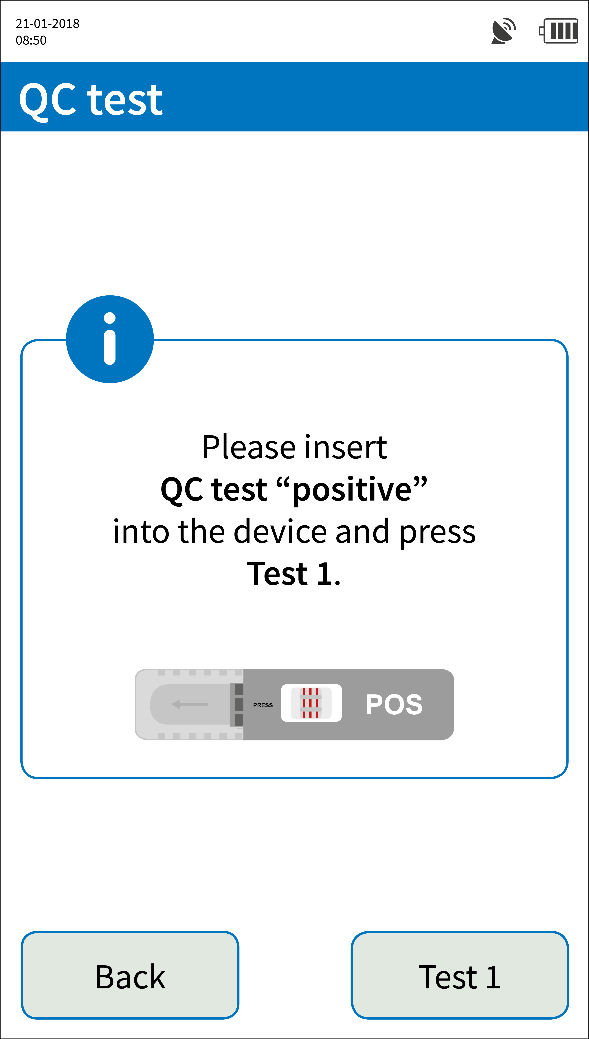 21-01-2018
08:50
QC test
Please insert
QC test “positive”
into the device and press
Test 1.
PRESS
POS
Back
Test 1